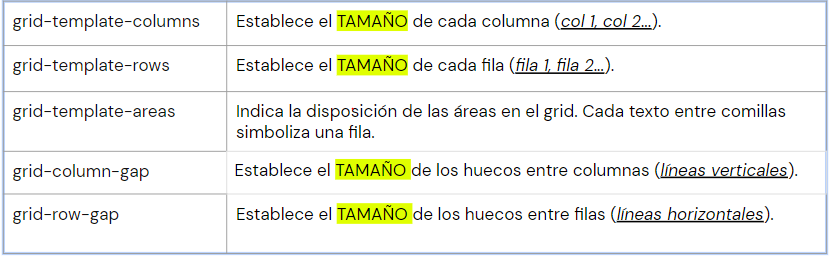 grid-template-columns Establece el TAMAÑO de cada columna (col 1, col 2...).
grid-template-rows Establece el TAMAÑO de cada fila (fila 1, fila 2...).
grid-template-areas Indica la disposición de las áreas en el grid. Cada texto entre comillas
simboliza una fila.
grid-column-gap Establece el TAMAÑO de los huecos entre columnas (líneas verticales).
grid-row-gap Establece el TAMAÑO de los huecos entre filas (líneas horizontales).